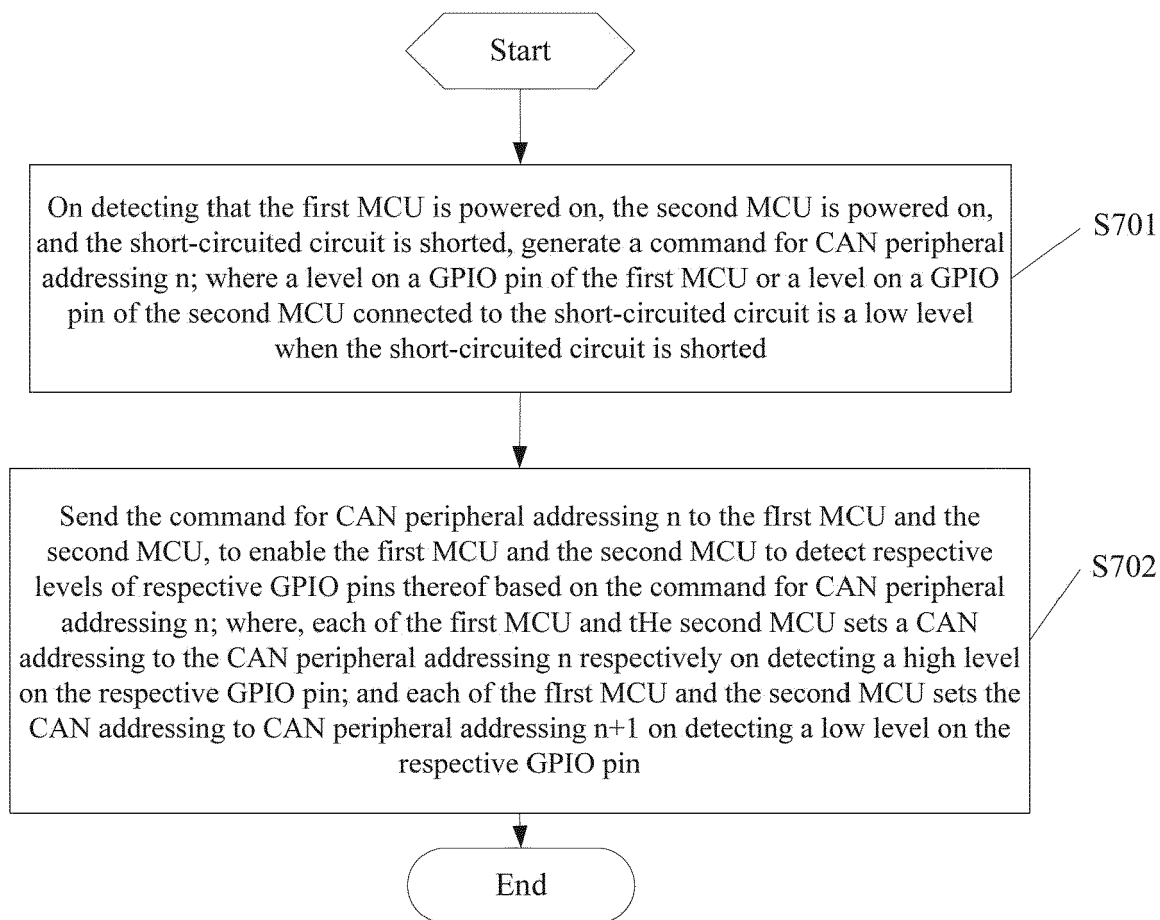 Start
On detecting that the first MCU is powered on, the second MCU is powered on,
and the short-circuited circuit is shorted, generate a command for CAN peripheral
addressing n; where a level on a GPIO pin of the first MCU or a level on a GPIO
pin of the second MCU connected to the short-circuited circuit is a low level
when the short-circuited circuit is shorted
S701
Send the command for CAN peripheral addressing n to the fIrst MCU and the
second MCU, to enable the first MCU and the second MCU to detect respective
levels of respective GPIO pins thereof based on the command for CAN peripheral
addressing n; where, each of the first MCU and tHe second MCU sets a CAN
addressing to the CAN peripheral addressing n respectively on detecting a high level
on the respective GPIO pin; and each of the fIrst MCU and the second MCU sets the
CAN addressing to CAN peripheral addressing n+1 on detecting a low level on the
respective GPIO pin
S702
End